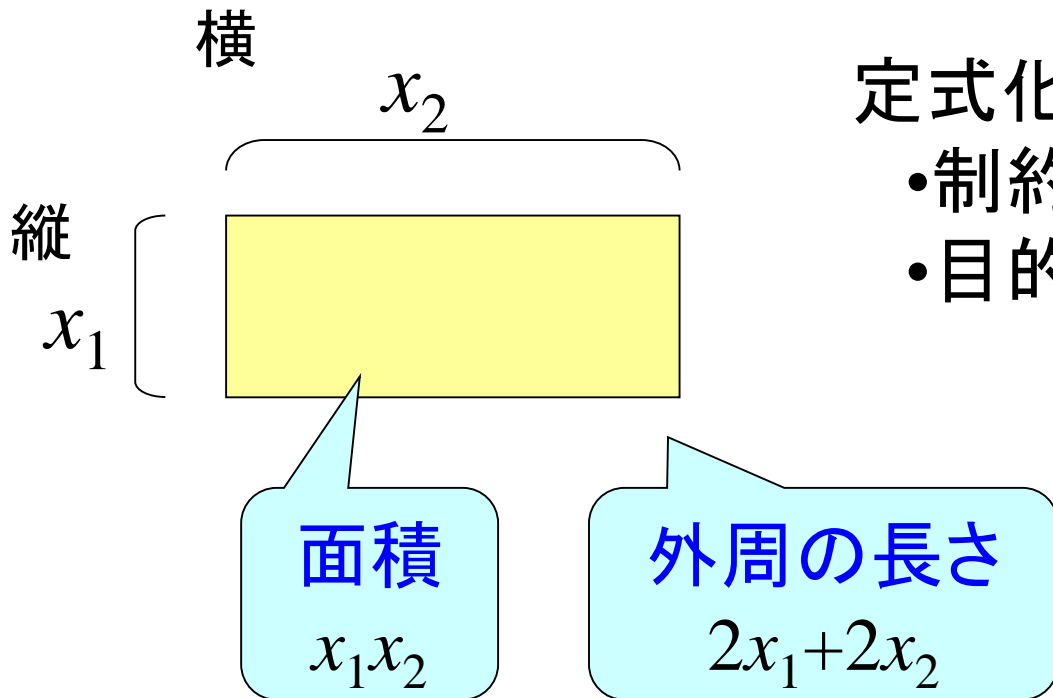 横
x₂
縦
x₁
定式化
•制約
•目的
面積
x₁x₂
外周の長さ
2x₁+2x₂